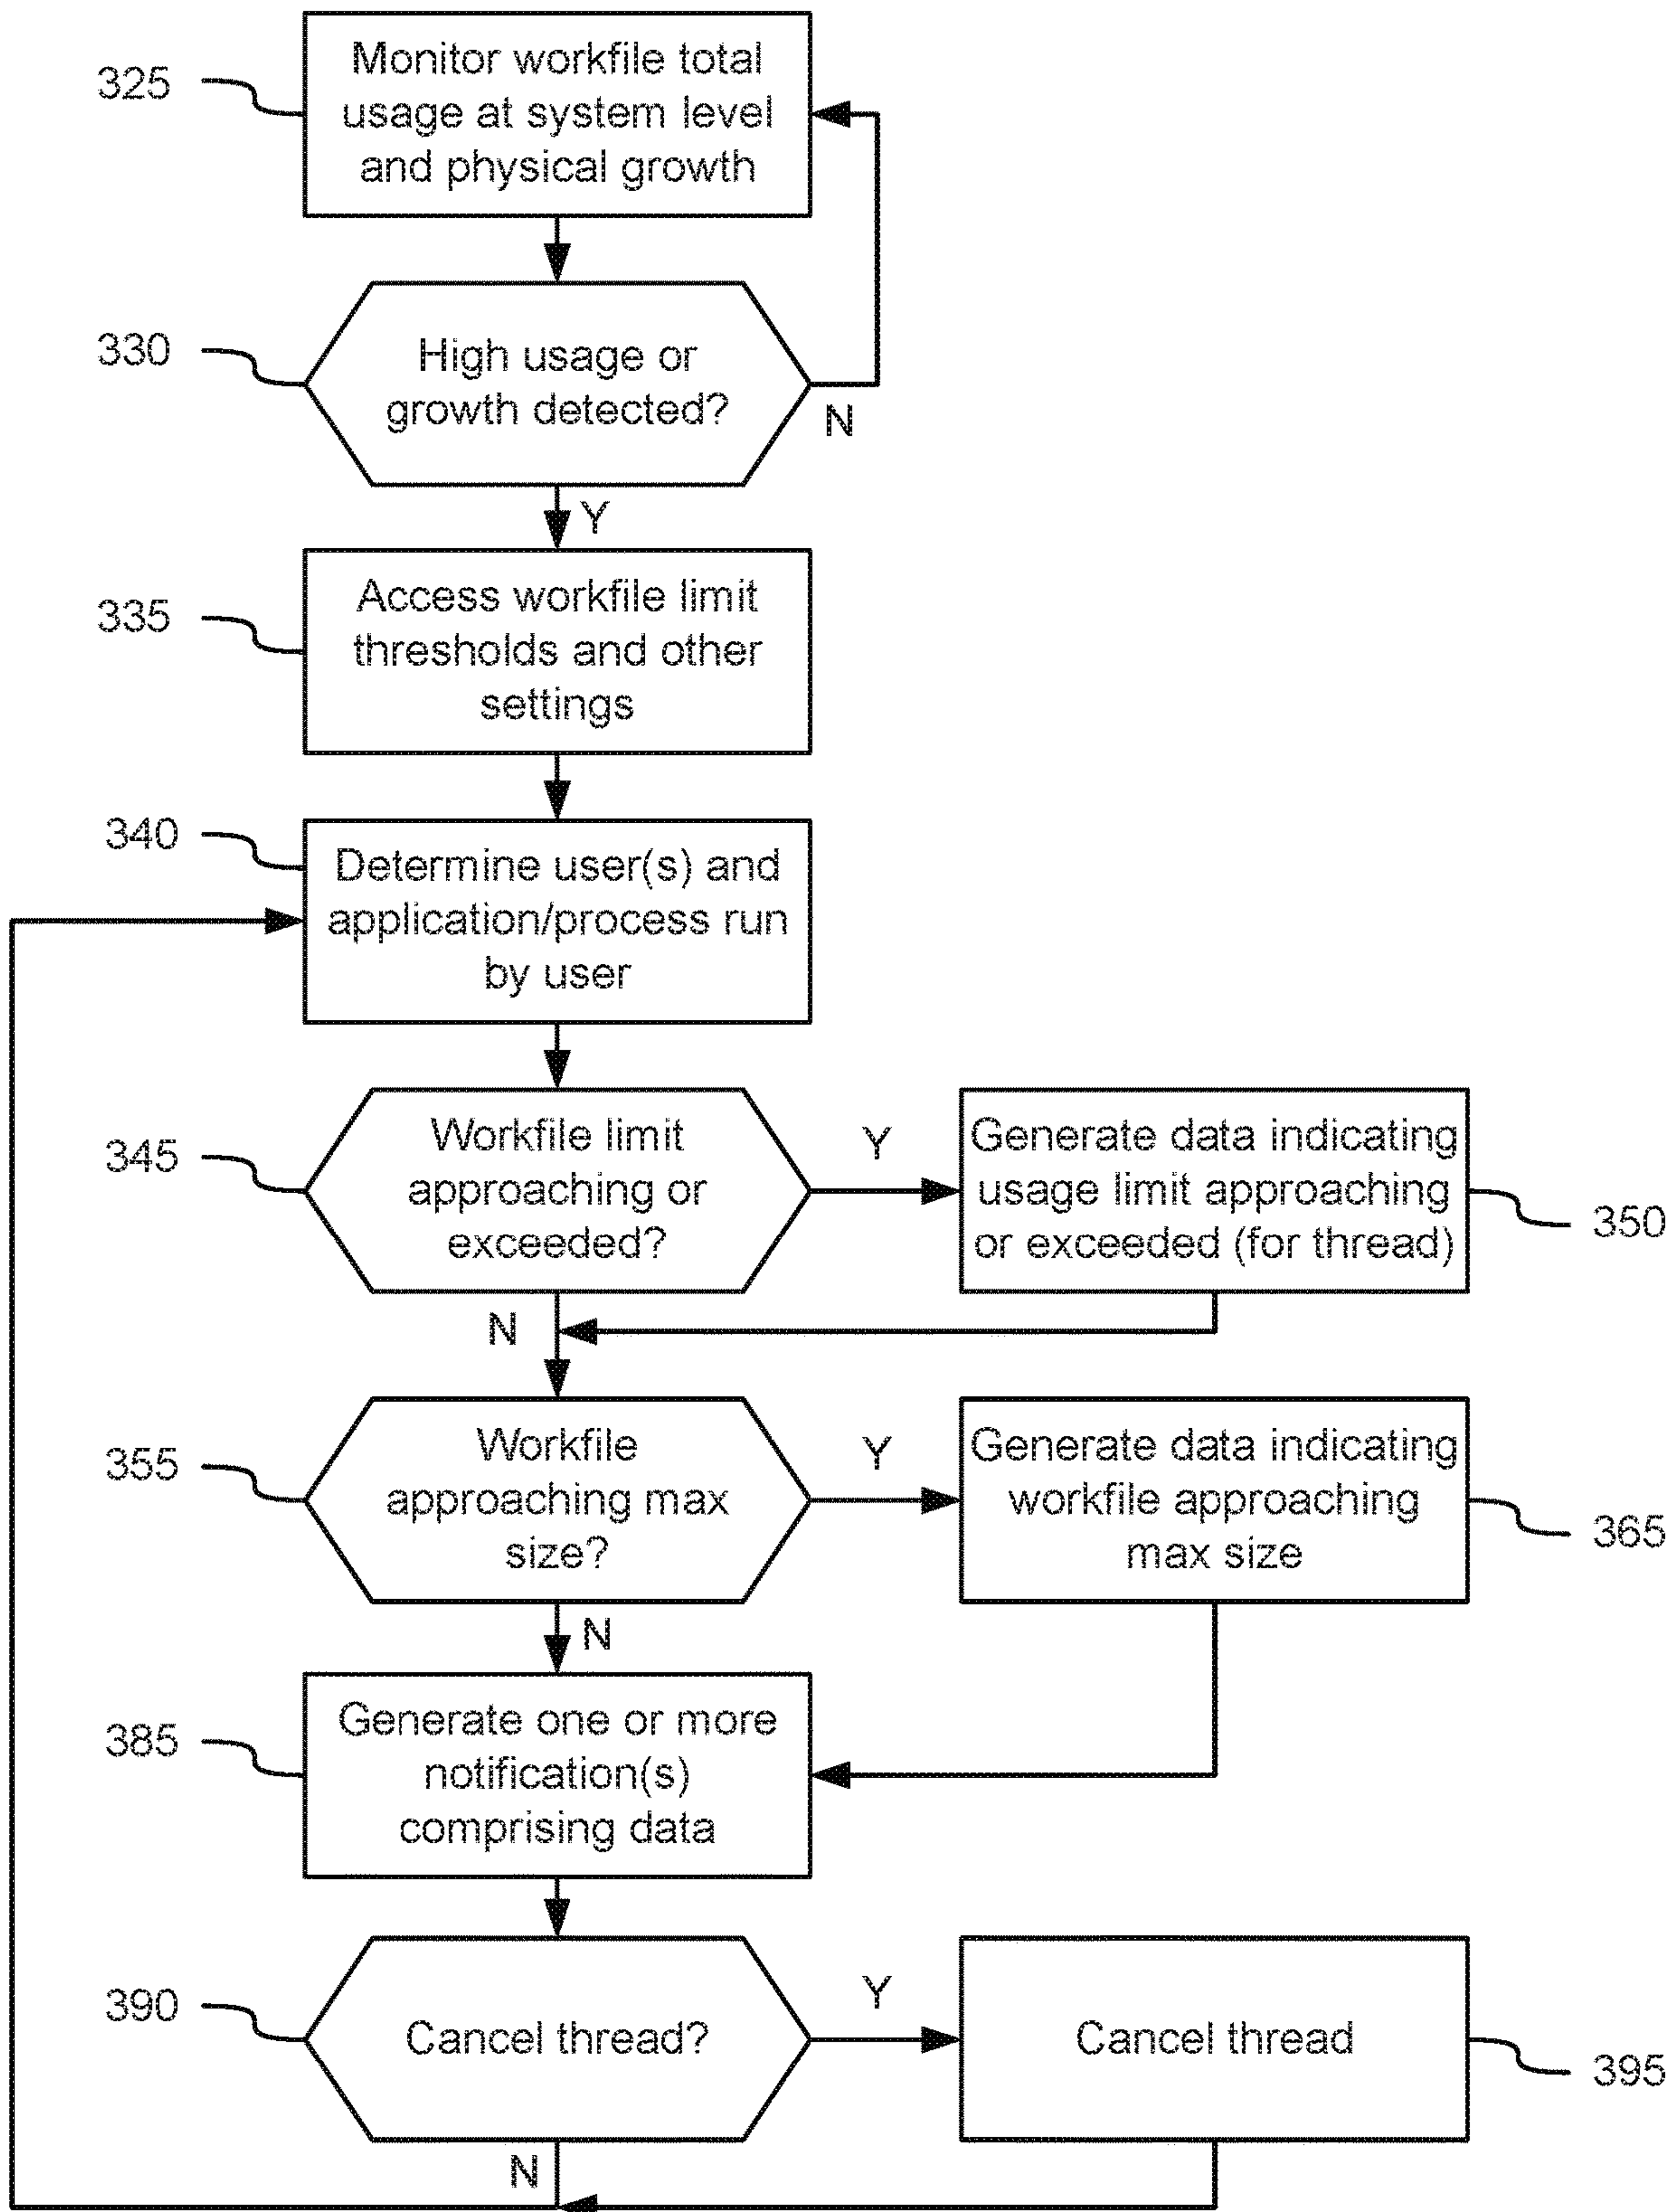 325
Monitor workfile total
usage at system level
and physical growth
330
High usage or
growth detected?
N
Y
335
Access workfile limit
thresholds and other
settings
340
Determine user(s) and
application/process run
by user
345
Workfile limit
approaching or
exceeded?
Y
Generate data indicating
usage limit approaching
or exceeded (for thread)
350
N
355
Workfile
approaching max
size?
Y
Generate data indicating
workfile approaching
max size
365
N
385
Generate one or more
notification(s)
comprising data
390
Cancel thread?
Y
Cancel thread
395
N